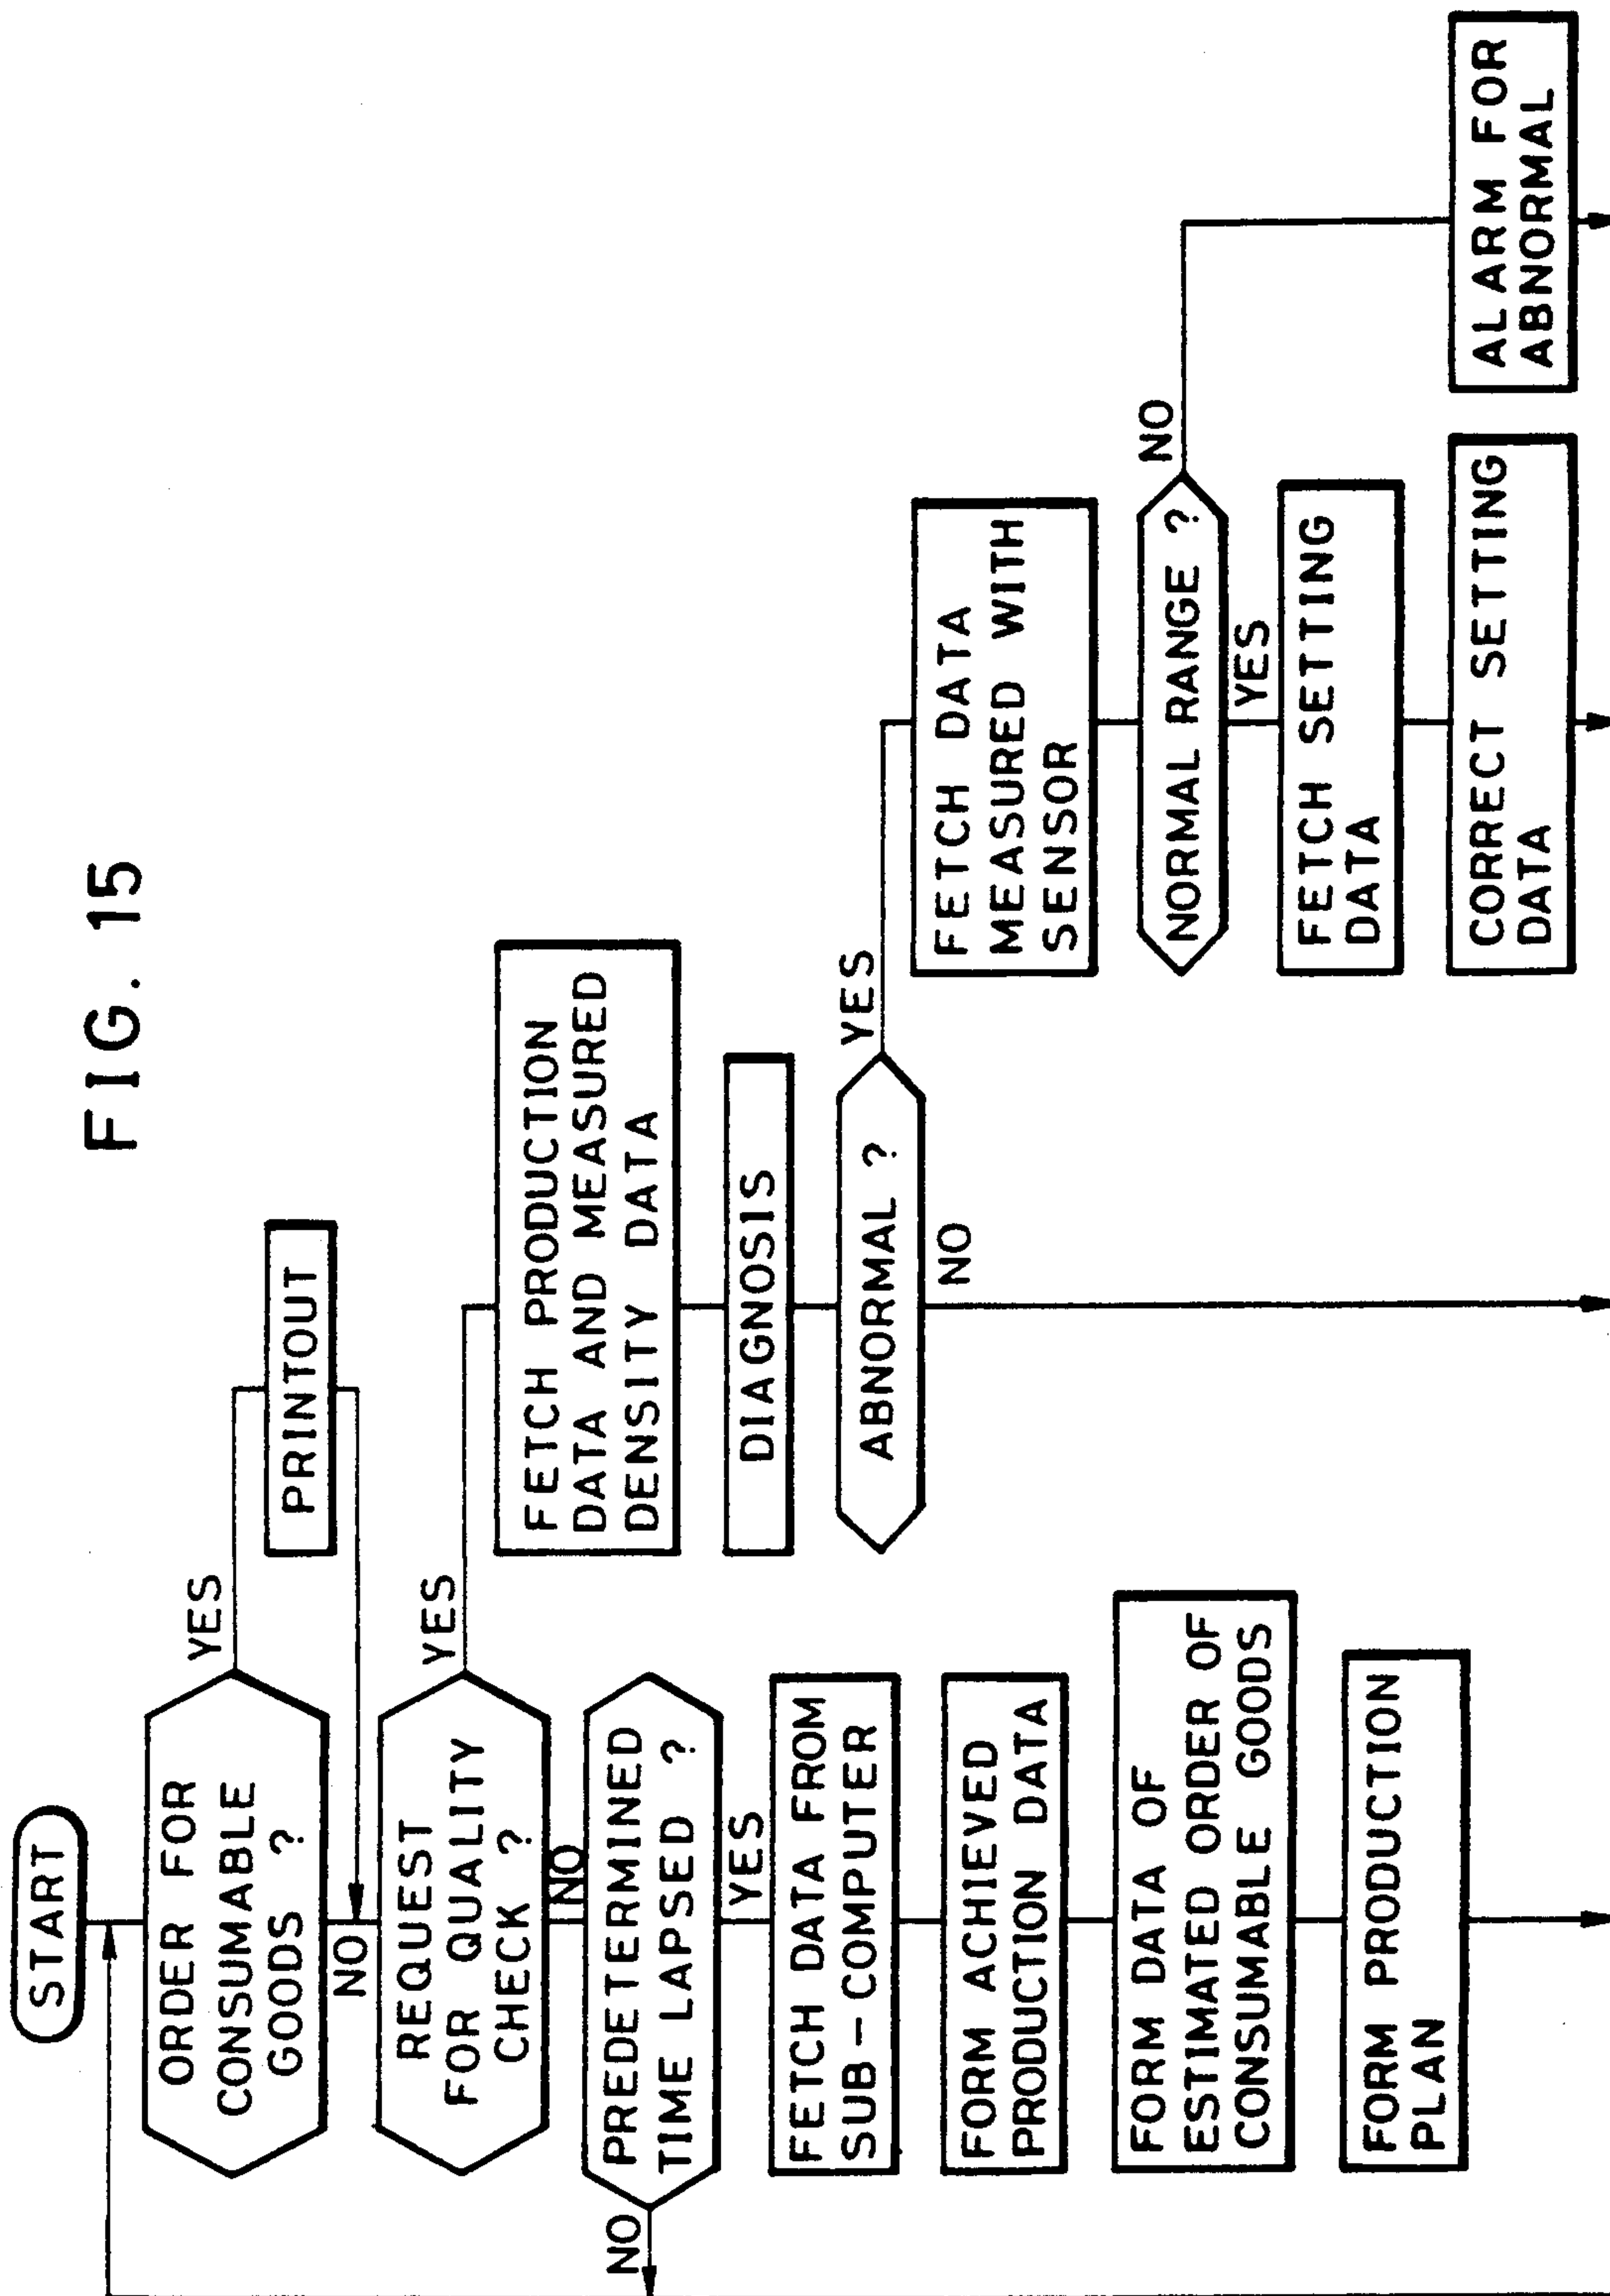 FIG. 15
START
ORDER FOR
CONSUMABLE
GOODS ?
YES
PRINTOUT
NO
REQUEST
FOR QUALITY
CHECK ?
YES
NO
PREDETERMINED
TIME LAPSED ?
NO
YES
FETCH DATA FROM
SUB-COMPUTER
FORM ACHIEVED
PRODUCTION DATA
FORM DATA OF
ESTIMATED ORDER OF
CONSUMABLE GOODS
FORM PRODUCTION
PLAN
FETCH PRODUCTION
DATA AND MEASURED
DENSITY DATA
DIAGNOSIS
ABNORMAL ?
YES
NO
FETCH DATA
MEASURED WITH
SENSOR
NORMAL RANGE ?
NO
YES
FETCH SETTING
DATA
CORRECT SETTING
DATA
ALARM FOR
ABNORMAL